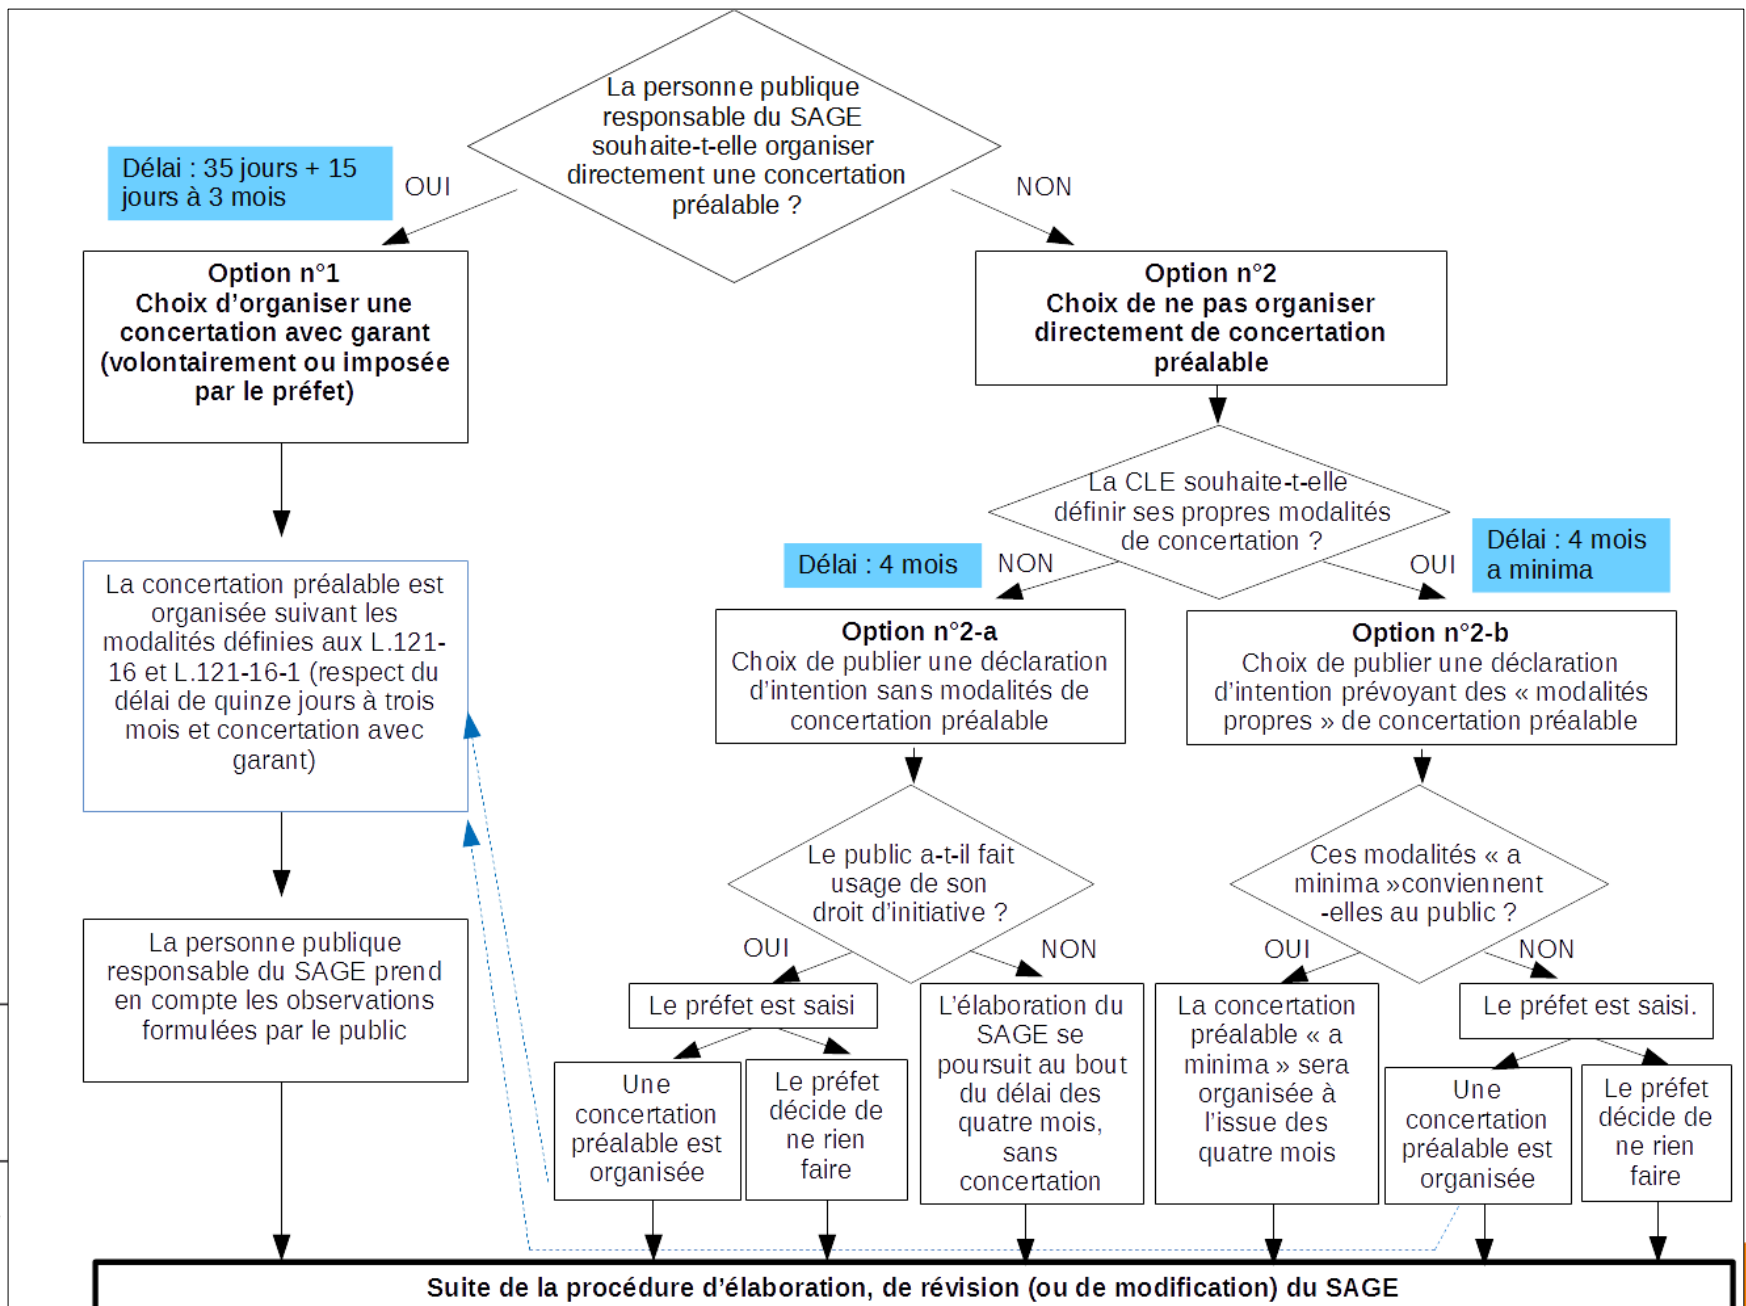 La personne publique
responsable du SAGE
souhaite-t-elle organiser
directement une concertation
préalable ?
Délai : 35 jours + 15
jours à 3 mois
OUI
NON
Option n°1
Choix d’organiser une
concertation avec garant
(volontairement ou imposée
par le préfet)
Option n°2
Choix de ne pas organiser
directement de concertation
préalable
La CLE souhaite-t-elle
définir ses propres modalités
de concertation ?
Délai : 4 mois
NON
OUI
Délai : 4 mois
a minima
La concertation préalable est
organisée suivant les
modalités définies aux L.121-
16 et L.121-16-1 (respect du
délai de quinze jours à trois
mois et concertation avec
garant)
Option n°2-a
Choix de publier une déclaration
d’intention sans modalités de
concertation préalable
Option n°2-b
Choix de publier une déclaration
d’intention prévoyant des « modalités
propres » de concertation préalable
Le public a-t-il fait
usage de son
droit d’initiative ?
Ces modalités « a
minima »conviennent
-elles au public ?
OUI
NON
OUI
NON
La personne publique
responsable du SAGE prend
en compte les observations
formulées par le public
Le préfet est saisi
L’élaboration du
SAGE se
poursuit au bout
du délai des
quatre mois,
sans
concertation
La concertation
préalable « a
minima » sera
organisée à
l’issue des
quatre mois
Le préfet est saisi.
Une
concertation
préalable est
organisée
Le préfet
décide de
ne rien
faire
Une
concertation
préalable est
organisée
Le préfet
décide de
ne rien
faire
Suite de la procédure d’élaboration, de révision (ou de modification) du SAGE